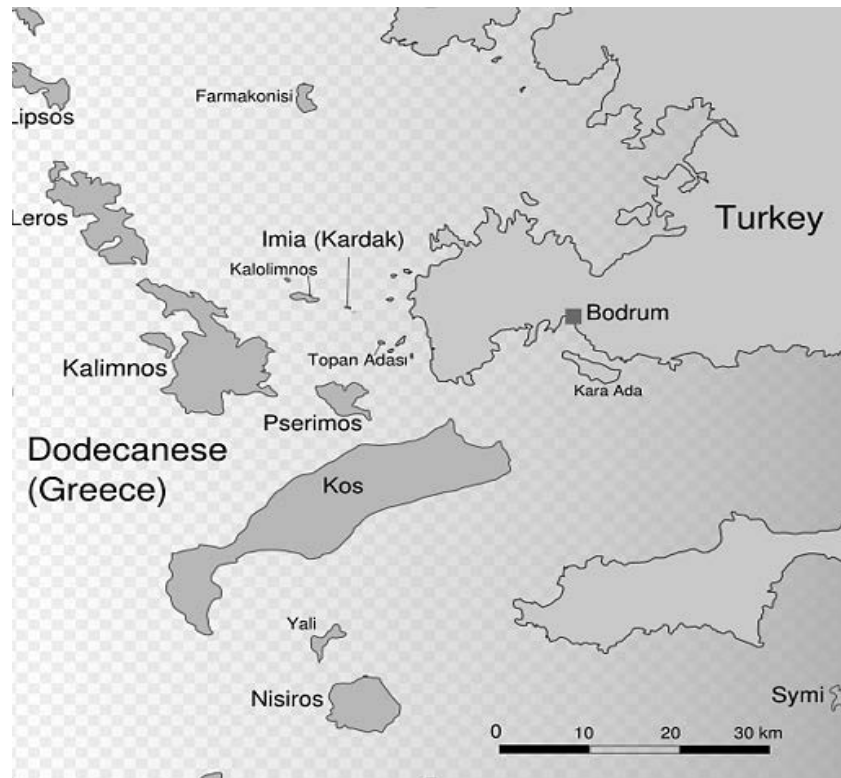 Farmakonisi
Lipsos
Leros
Turkey
Imia (Kardak)
Kalolimnos
Bodrum
Topan Adası
Kalimnos
Kara Ada
Pserimos
Dodecanese
(Greece)
Kos
Yali
Nisiros
Symi
0 10 20 30 km